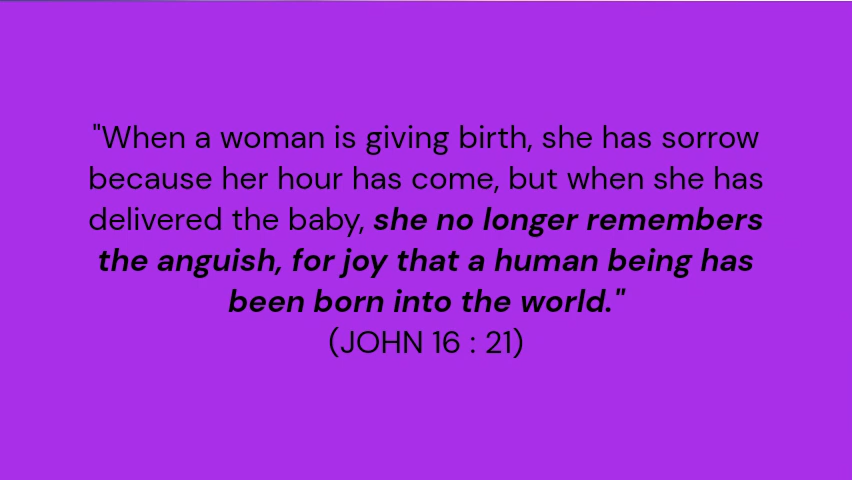 "When a woman is giving birth, she has sorrow
because her hour has come, but when she has
delivered the baby, she no longer remembers
the anguish, for joy that a human being has
been born into the world."
(JOHN 16 : 21)